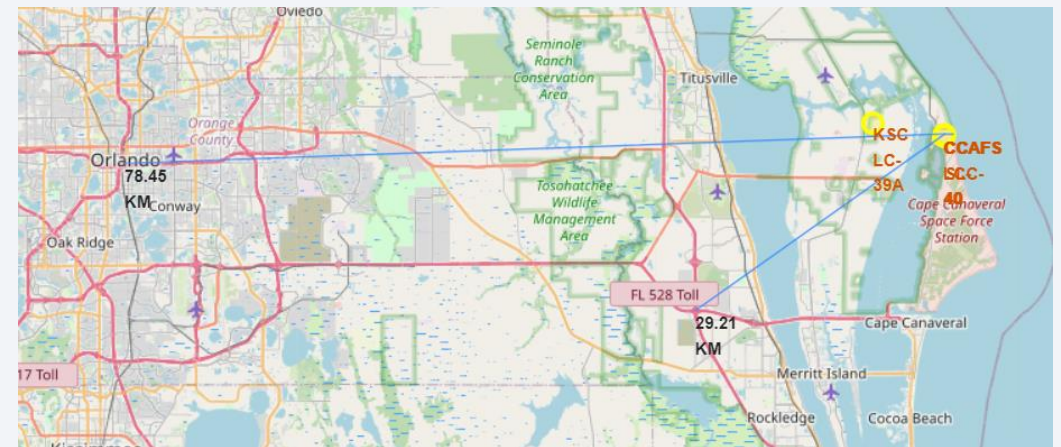 Oviedo
Seminole
Ranch
Conservation
Area
Titusville
Orange
County
KSC
LC-
39A
CCAFS
SLC-
40
Orlando
78.45
KM
Conway
Tosohatchee
Wildlife
Management
Area
Cape Canaveral
Space Force
Station
Oak Ridge
FL 528 Toll
29.21
KM
Cape Canaveral
17 Toll
Merritt Island
Rockledge
Cocoa Beach